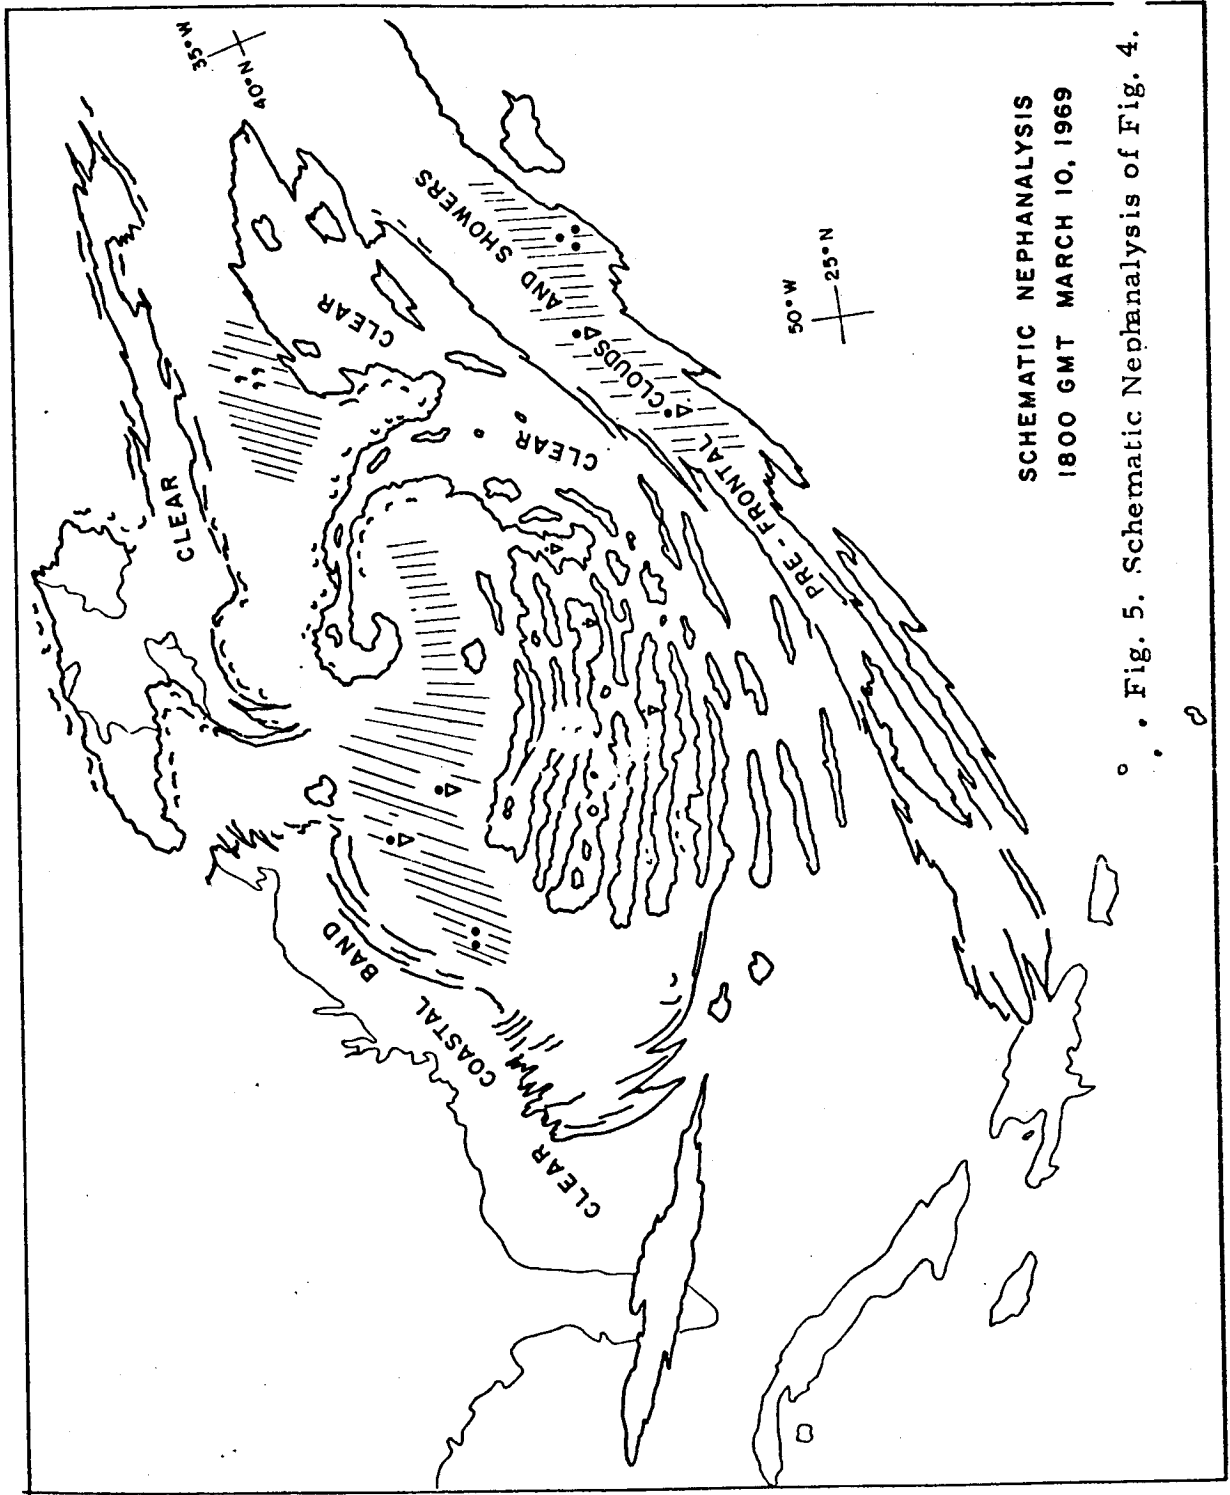 35°W
40°N
CLEAR
CLEAR
PRE - FRONTAL CLOUDS AND SHOWERS
CLEAR
COASTAL BAND
CLEAR
50°W
25°N
SCHEMATIC NEPHANALYSIS
1800 GMT MARCH 10, 1969
Fig. 5. Schematic Nephanalysis of Fig. 4.